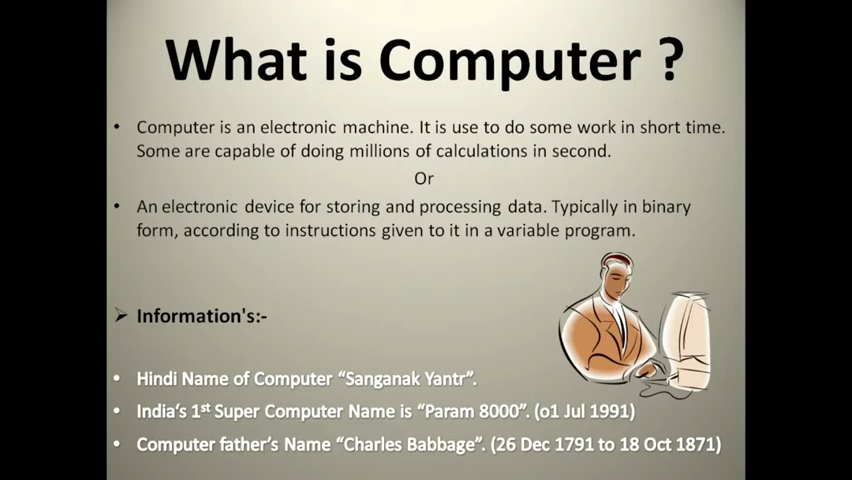 What is Computer ?
• Computer is an electronic machine. It is use to do some work in short time.
Some are capable of doing millions of calculations in second.
Or
• An electronic device for storing and processing data. Typically in binary
form, according to instructions given to it in a variable program.
➢ Information's:-
• Hindi Name of Computer “Sanganak Yantr”.
• India‘s 1st Super Computer Name is “Param 8000”. (o1 Jul 1991)
• Computer father’s Name “Charles Babbage”. (26 Dec 1791 to 18 Oct 1871)